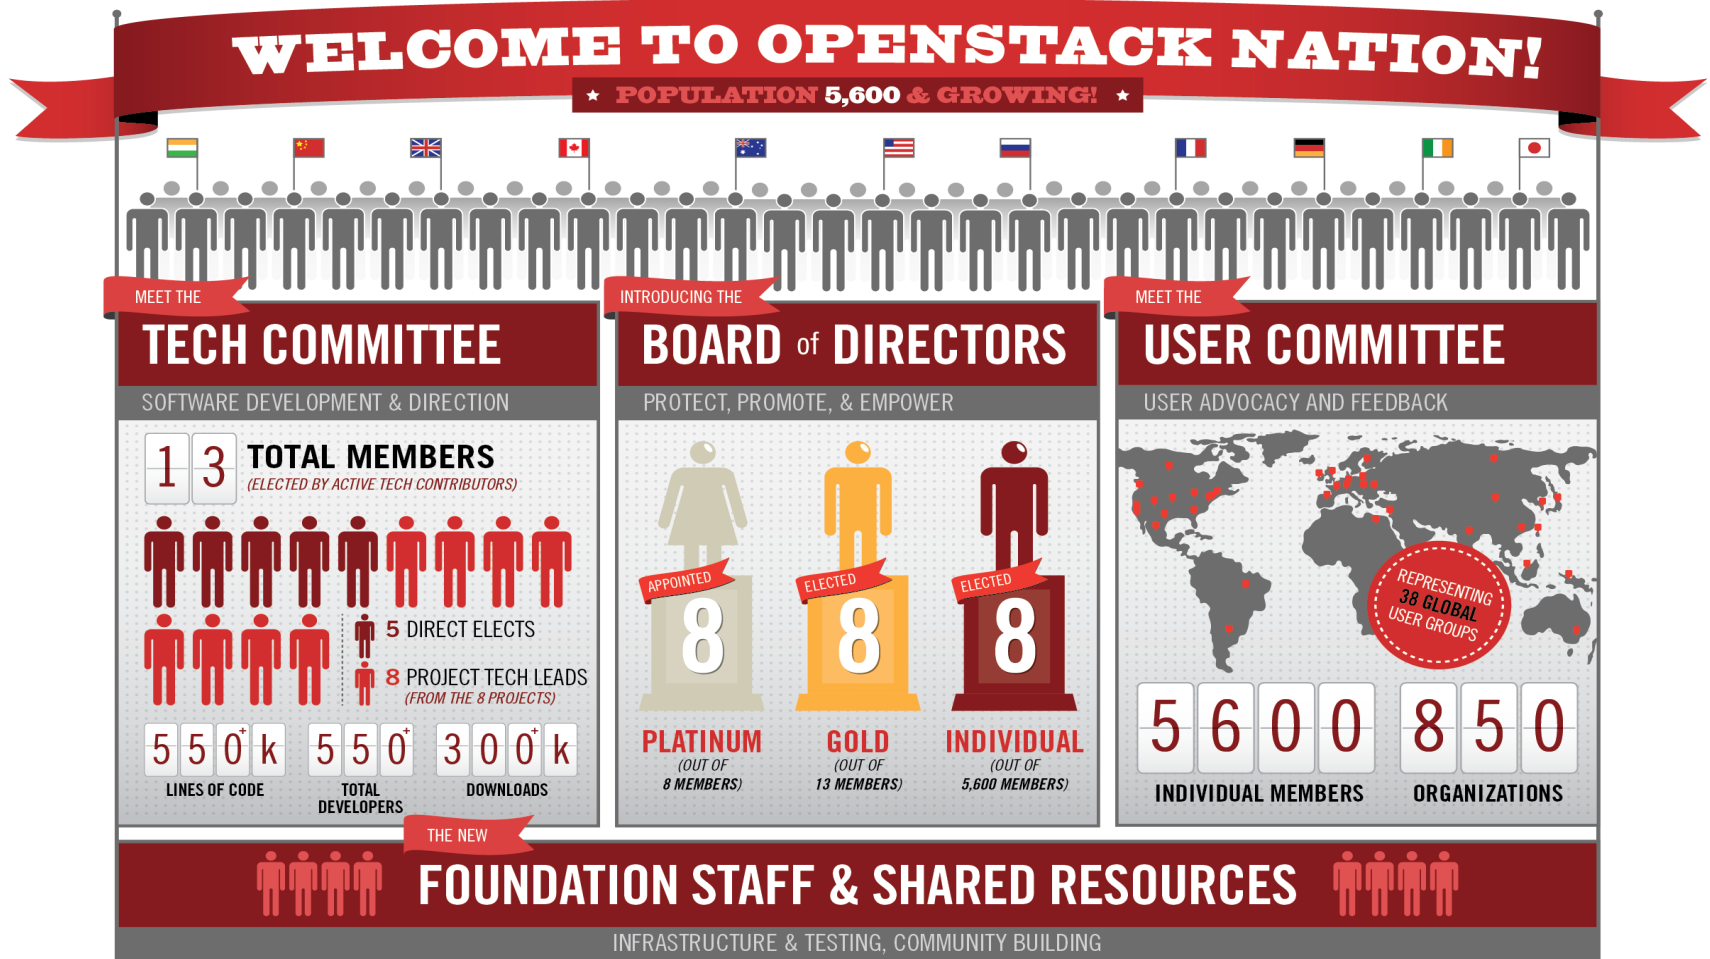 WELCOME TO OPENSTACK NATION!
POPULATION 5,600 & GROWING!
MEET THE
TECH COMMITTEE
SOFTWARE DEVELOPMENT & DIRECTION
13 TOTAL MEMBERS
(ELECTED BY ACTIVE TECH CONTRIBUTORS)
5 DIRECT ELECTS
8 PROJECT TECH LEADS
(FROM THE 8 PROJECTS)
550+k
LINES OF CODE
550+
TOTAL
DEVELOPERS
300+k
DOWNLOADS
INTRODUCING THE
BOARD of DIRECTORS
PROTECT, PROMOTE, & EMPOWER
APPOINTED
8
PLATINUM
(OUT OF
8 MEMBERS)
ELECTED
8
GOLD
(OUT OF
13 MEMBERS)
ELECTED
8
INDIVIDUAL
(OUT OF
5,600 MEMBERS)
MEET THE
USER COMMITTEE
USER ADVOCACY AND FEEDBACK
REPRESENTING
38 GLOBAL
USER GROUPS
5600
INDIVIDUAL MEMBERS
850
ORGANIZATIONS
THE NEW
FOUNDATION STAFF & SHARED RESOURCES
INFRASTRUCTURE & TESTING, COMMUNITY BUILDING